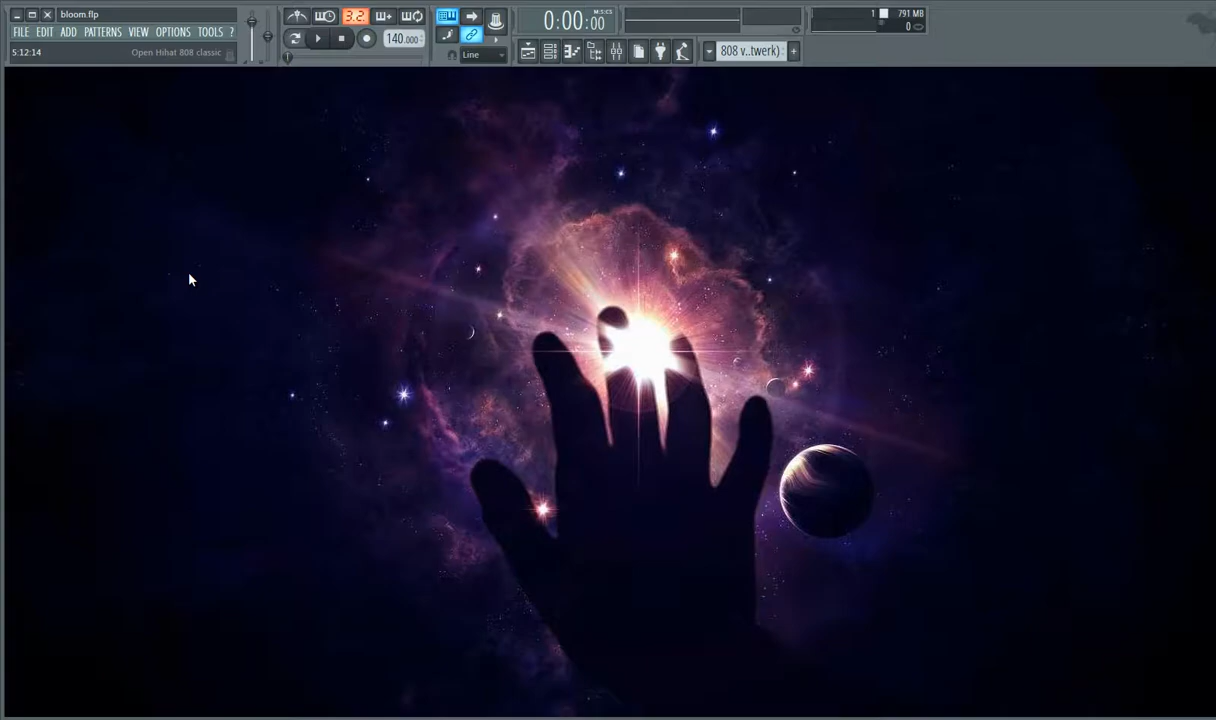 bloom.flp
FILE EDIT ADD PATTERNS VIEW OPTIONS TOOLS ?
5:12:14 Open Hihat 808 classic
3.2
140.000
Line
0:00:00
M:S:CS
808 v..twerk)
1 791 MB
0